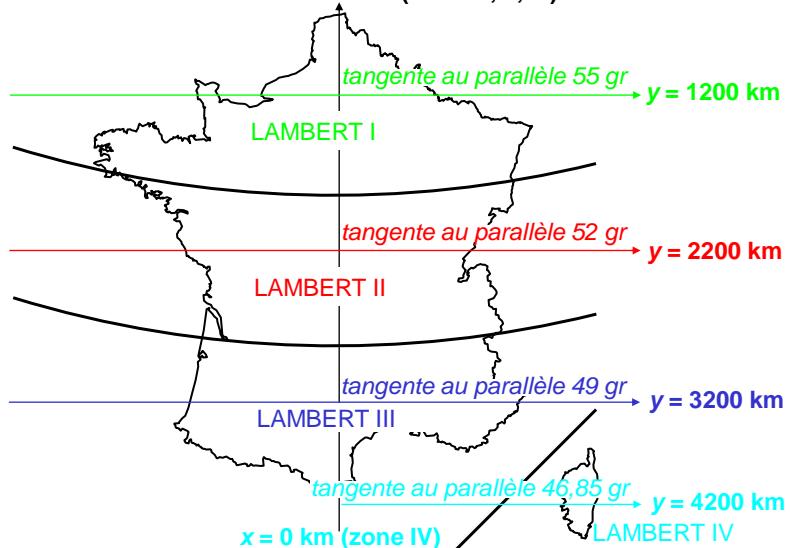 tangente au parallèle 55 gr
y = 1200 km
LAMBERT I
tangente au parallèle 52 gr
y = 2200 km
LAMBERT II
tangente au parallèle 49 gr
y = 3200 km
LAMBERT III
tangente au parallèle 46,85 gr
y = 4200 km
x = 0 km (zone IV)
LAMBERT IV